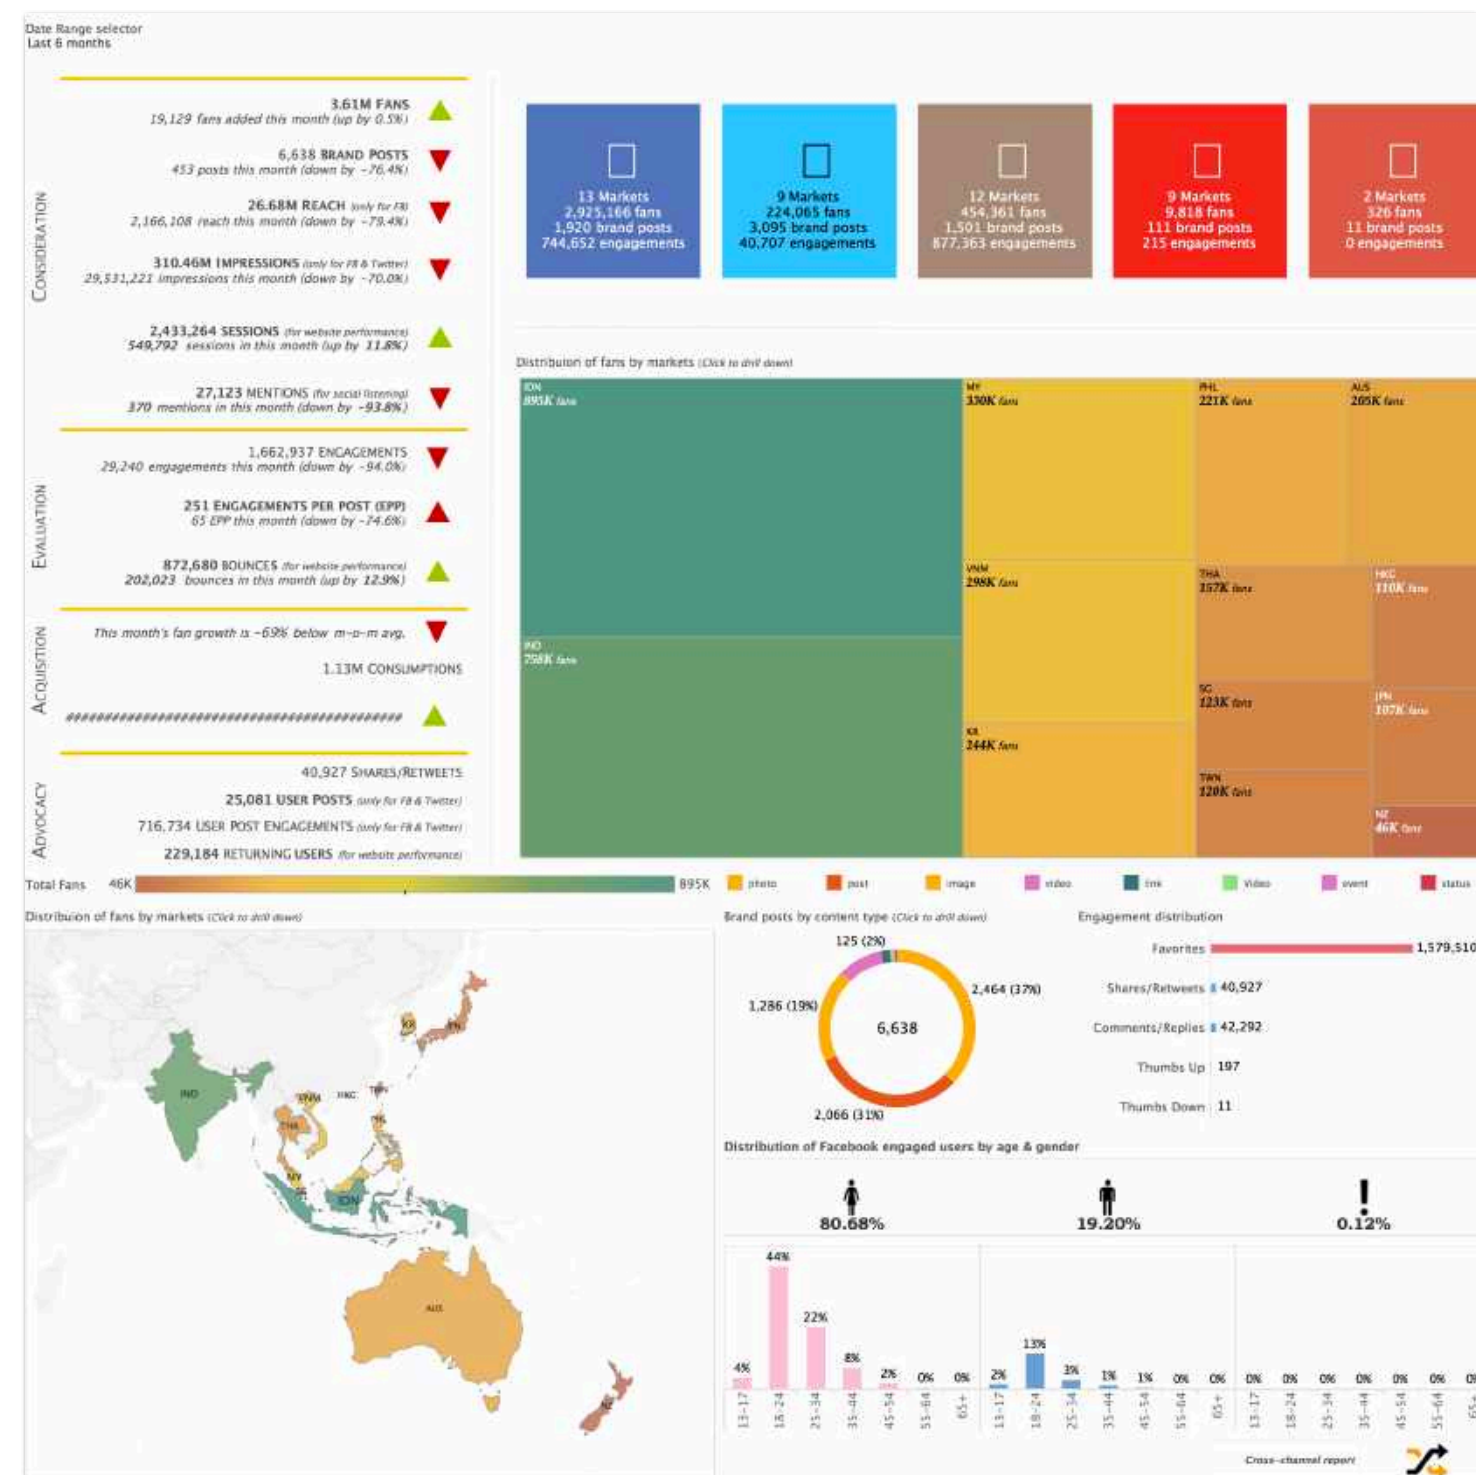 Date Range selector
Last 6 months
CONSIDERATION
3.61M FANS
19,129 fans added this month (up by 0.5%)
6,638 BRAND POSTS
453 posts this month (down by -76.4%)
26.68M REACH (only for FB)
2,166,108 reach this month (down by -79.4%)
310.46M IMPRESSIONS (only for FB & Twitter)
29,531,221 impressions this month (down by -70.0%)
2,433,264 SESSIONS (for website performance)
549,792 sessions in this month (up by 11.8%)
27,123 MENTIONS (for social listening)
370 mentions in this month (down by -93.8%)
EVALUATION
1,662,937 ENGAGEMENTS
29,240 engagements this month (down by -94.0%)
251 ENGAGEMENTS PER POST (EPP)
65 EPP this month (down by -74.6%)
872,680 BOUNCES (for website performance)
202,023 bounces in this month (up by 12.9%)
ACQUISITION
This month's fan growth is -69% below m-o-m avg.
1.13M CONSUMPTIONS
ADVOCACY
40,927 SHARES/RETWEETS
25,081 USER POSTS (only for FB & Twitter)
716,734 USER POST ENGAGEMENTS (only for FB & Twitter)
229,184 RETURNING USERS (for website performance)
13 Markets
2,925,166 fans
1,920 brand posts
744,652 engagements
9 Markets
224,065 fans
3,095 brand posts
40,707 engagements
12 Markets
454,361 fans
1,501 brand posts
877,363 engagements
9 Markets
9,818 fans
111 brand posts
215 engagements
2 Markets
326 fans
11 brand posts
0 engagements
Distribuion of fans by markets (Click to drill down)
IDN
895K fans
IND
758K fans
MY
330K fans
VNM
298K fans
KR
244K fans
PHL
221K fans
AUS
205K fans
THA
157K fans
HKG
110K fans
SG
123K fans
JPN
107K fans
TWN
120K fans
NZ
46K fans
Total Fans 46K 895K
photo post image video link Video event status
Distribuion of fans by markets (Click to drill down)
IND
KR
JPN
VNM
HKG
TWN
THA
PHL
MY
SG
IDN
AUS
NZ
Brand posts by content type (Click to drill down)
125 (2%)
2,464 (37%)
1,286 (19%)
6,638
2,066 (31%)
Engagement distribution
Favorites 1,579,510
Shares/Retweets 40,927
Comments/Replies 42,292
Thumbs Up 197
Thumbs Down 11
Distribution of Facebook engaged users by age & gender
80.68% 19.20% 0.12%
4% 44% 22% 8% 2% 0% 0% 2% 13% 3% 1% 1% 0% 0% 0% 0% 0% 0% 0% 0% 0%
13-17 18-24 25-34 35-44 45-54 55-64 65+ 13-17 18-24 25-34 35-44 45-54 55-64 65+ 13-17 18-24 25-34 35-44 45-54 55-64 65+
Cross-channel report